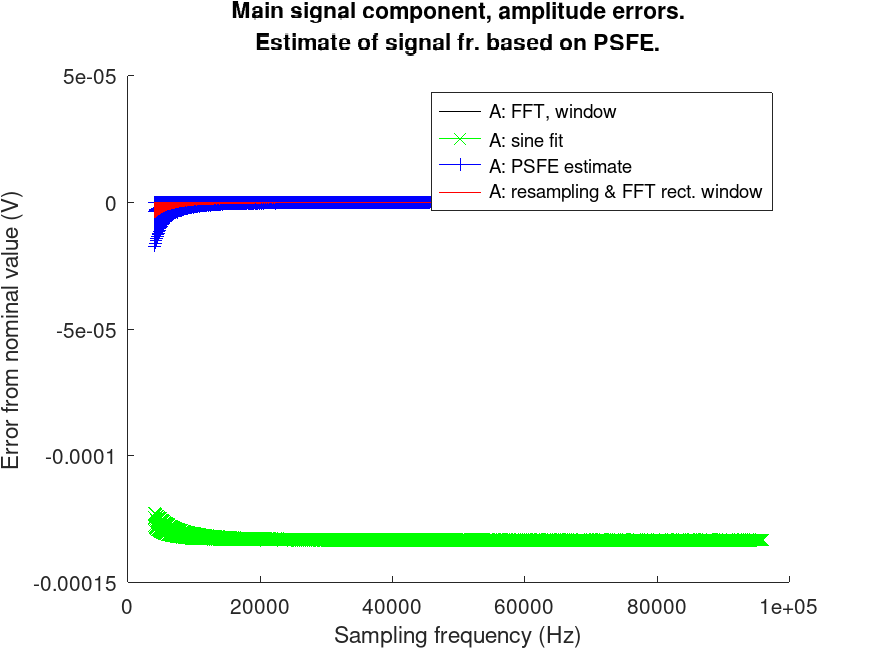 Main signal component, amplitude errors.
Estimate of signal fr. based on PSFE.
5e-05
0
-5e-05
-0.0001
-0.00015
Error from nominal value (V)
A: FFT, window
A: sine fit
A: PSFE estimate
A: resampling & FFT rect. window
0
20000
40000
60000
80000
1e+05
Sampling frequency (Hz)